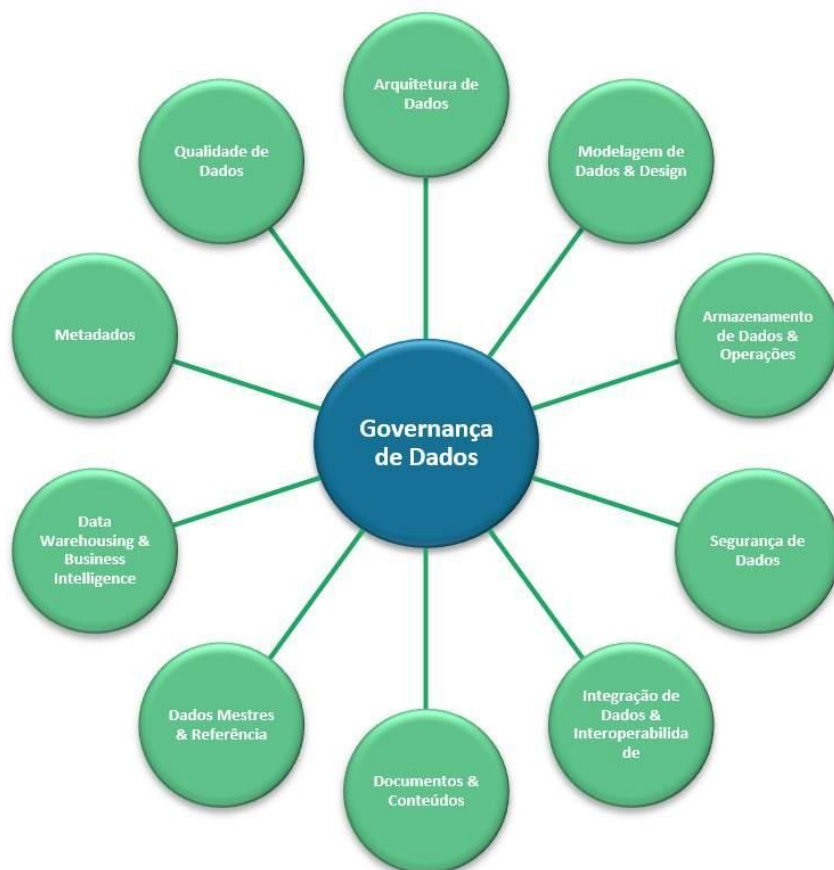 Arquitetura de
Dados
Modelagem de
Dados & Design
Armazenamento
de Dados &
Operações
Segurança de
Dados
Integração de
Dados &
Interoperabilida
de
Documentos &
Conteúdos
Dados Mestres
& Referência
Data
Warehousing &
Business
Intelligence
Metadados
Qualidade de
Dados
Governança
de Dados